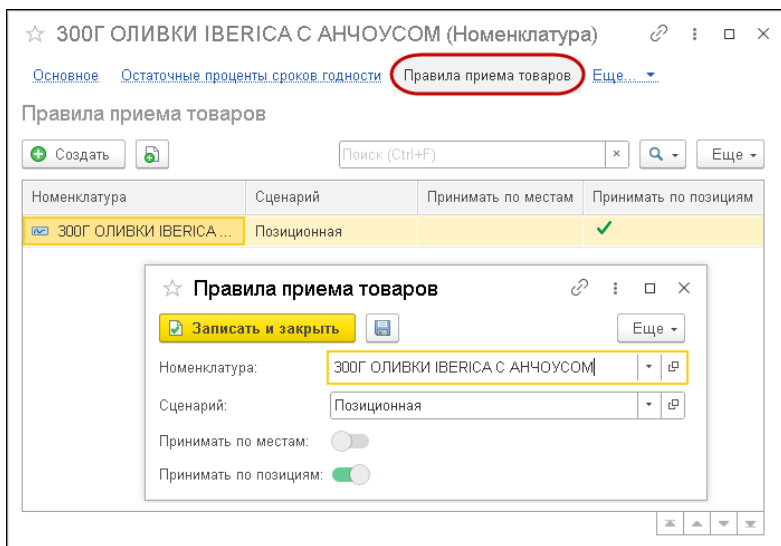 300Г ОЛИВКИ IBERICA С АНЧОУСОМ (Номенклатура)
Основное Остаточные проценты сроков годности Правила приема товаров Еще...
Правила приема товаров
Создать Поиск (Ctrl+F) × Еще
Номенклатура Сценарий Принимать по местам Принимать по позициям
300Г ОЛИВКИ IBERICA ... Позиционная
Правила приема товаров
Записать и закрыть Еще
Номенклатура: 300Г ОЛИВКИ IBERICA С АНЧОУСОМ
Сценарий: Позиционная
Принимать по местам:
Принимать по позициям: